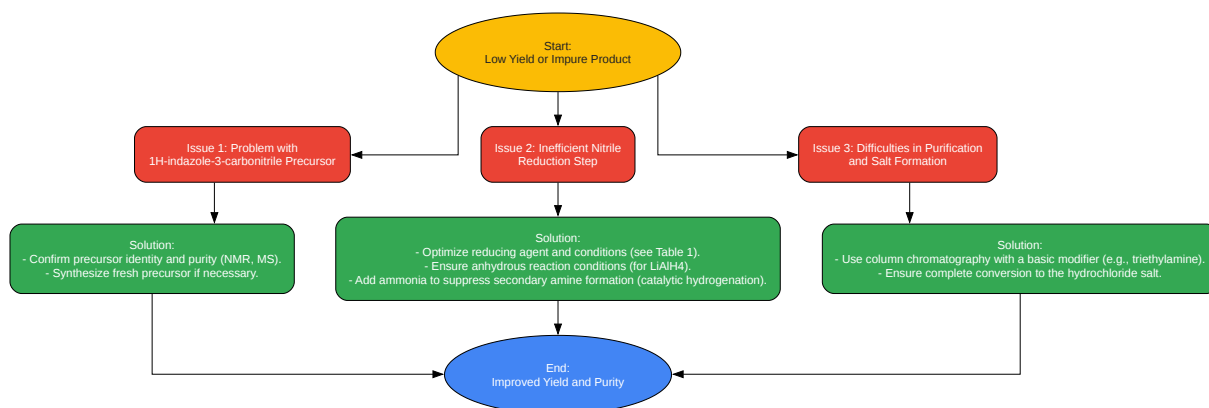 Start:
Low Yield or Impure Product
Issue 1: Problem with
1H-indazole-3-carbonitrile Precursor
Issue 2: Inefficient Nitrile
Reduction Step
Issue 3: Difficulties in Purification
and Salt Formation
Solution:
- Confirm precursor identity and purity (NMR, MS).
- Synthesize fresh precursor if necessary.
Solution:
- Optimize reducing agent and conditions (see Table 1).
- Ensure anhydrous reaction conditions (for LiAlH4).
- Add ammonia to suppress secondary amine formation (catalytic hydrogenation).
Solution:
- Use column chromatography with a basic modifier (e.g., triethylamine).
- Ensure complete conversion to the hydrochloride salt.
End:
Improved Yield and Purity